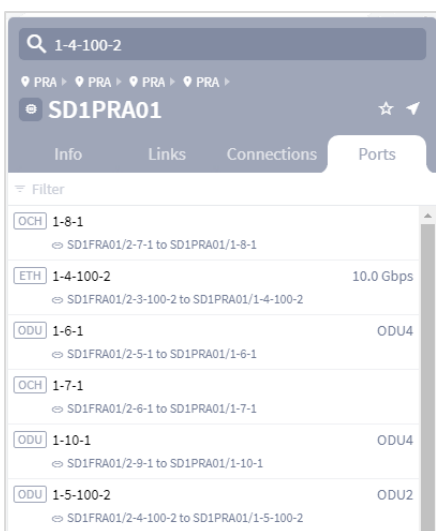 1-4-100-2
PRA PRA PRA PRA
SD1PRA01
Info Links Connections Ports
Filter
OCH 1-8-1
SD1FRA01/2-7-1 to SD1PRA01/1-8-1
ETH 1-4-100-2 10.0 Gbps
SD1FRA01/2-3-100-2 to SD1PRA01/1-4-100-2
ODU 1-6-1 ODU4
SD1FRA01/2-5-1 to SD1PRA01/1-6-1
OCH 1-7-1
SD1FRA01/2-6-1 to SD1PRA01/1-7-1
ODU 1-10-1 ODU4
SD1FRA01/2-9-1 to SD1PRA01/1-10-1
ODU 1-5-100-2 ODU2
SD1FRA01/2-4-100-2 to SD1PRA01/1-5-100-2